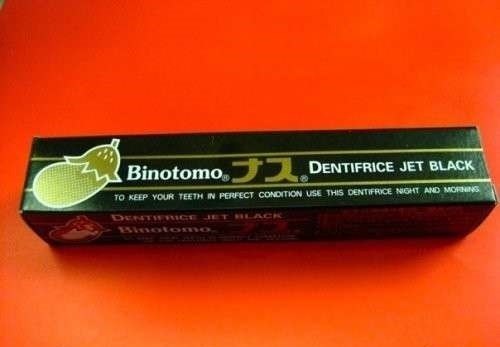 Binotomo® ナス® DENTIFRICE JET BLACK
TO KEEP YOUR TEETH IN PERFECT CONDITION USE THIS DENTIFRICE NIGHT AND MORNING
DENTIFRICE JET BLACK
Binotomo® ナス®